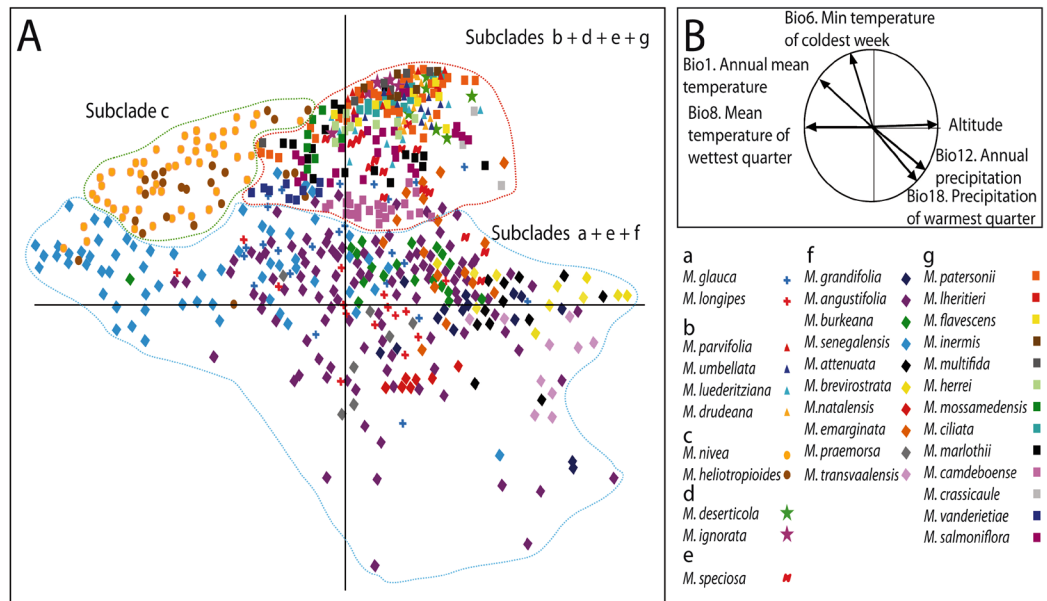 A
Subclades b + d + e + g
Subclade c
Subclades a + e + f
B
Bio6. Min temperature
of coldest week
Bio1. Annual mean
temperature
Bio8. Mean
temperature of
wettest quarter
Altitude
Bio12. Annual
precipitation
Bio18. Precipitation
of warmest quarter
a
M. glauca
M. longipes
b
M. parvifolia
M. umbellata
M. luederitziana
M. drudeana
c
M. nivea
M. heliotropioides
d
M. deserticola
M. ignorata
e
M. speciosa
f
M. grandifolia
M. angustifolia
M. burkeana
M. senegalensis
M. attenuata
M. brevirostrata
M.natalensis
M. emarginata
M. praemorsa
M. transvaalensis
g
M. patersonii
M. lheritieri
M. flavescens
M. inermis
M. multifida
M. herrei
M. mossamedensis
M. ciliata
M. marlothii
M. camdeboense
M. crassicaule
M. vanderietiae
M. salmoniflora